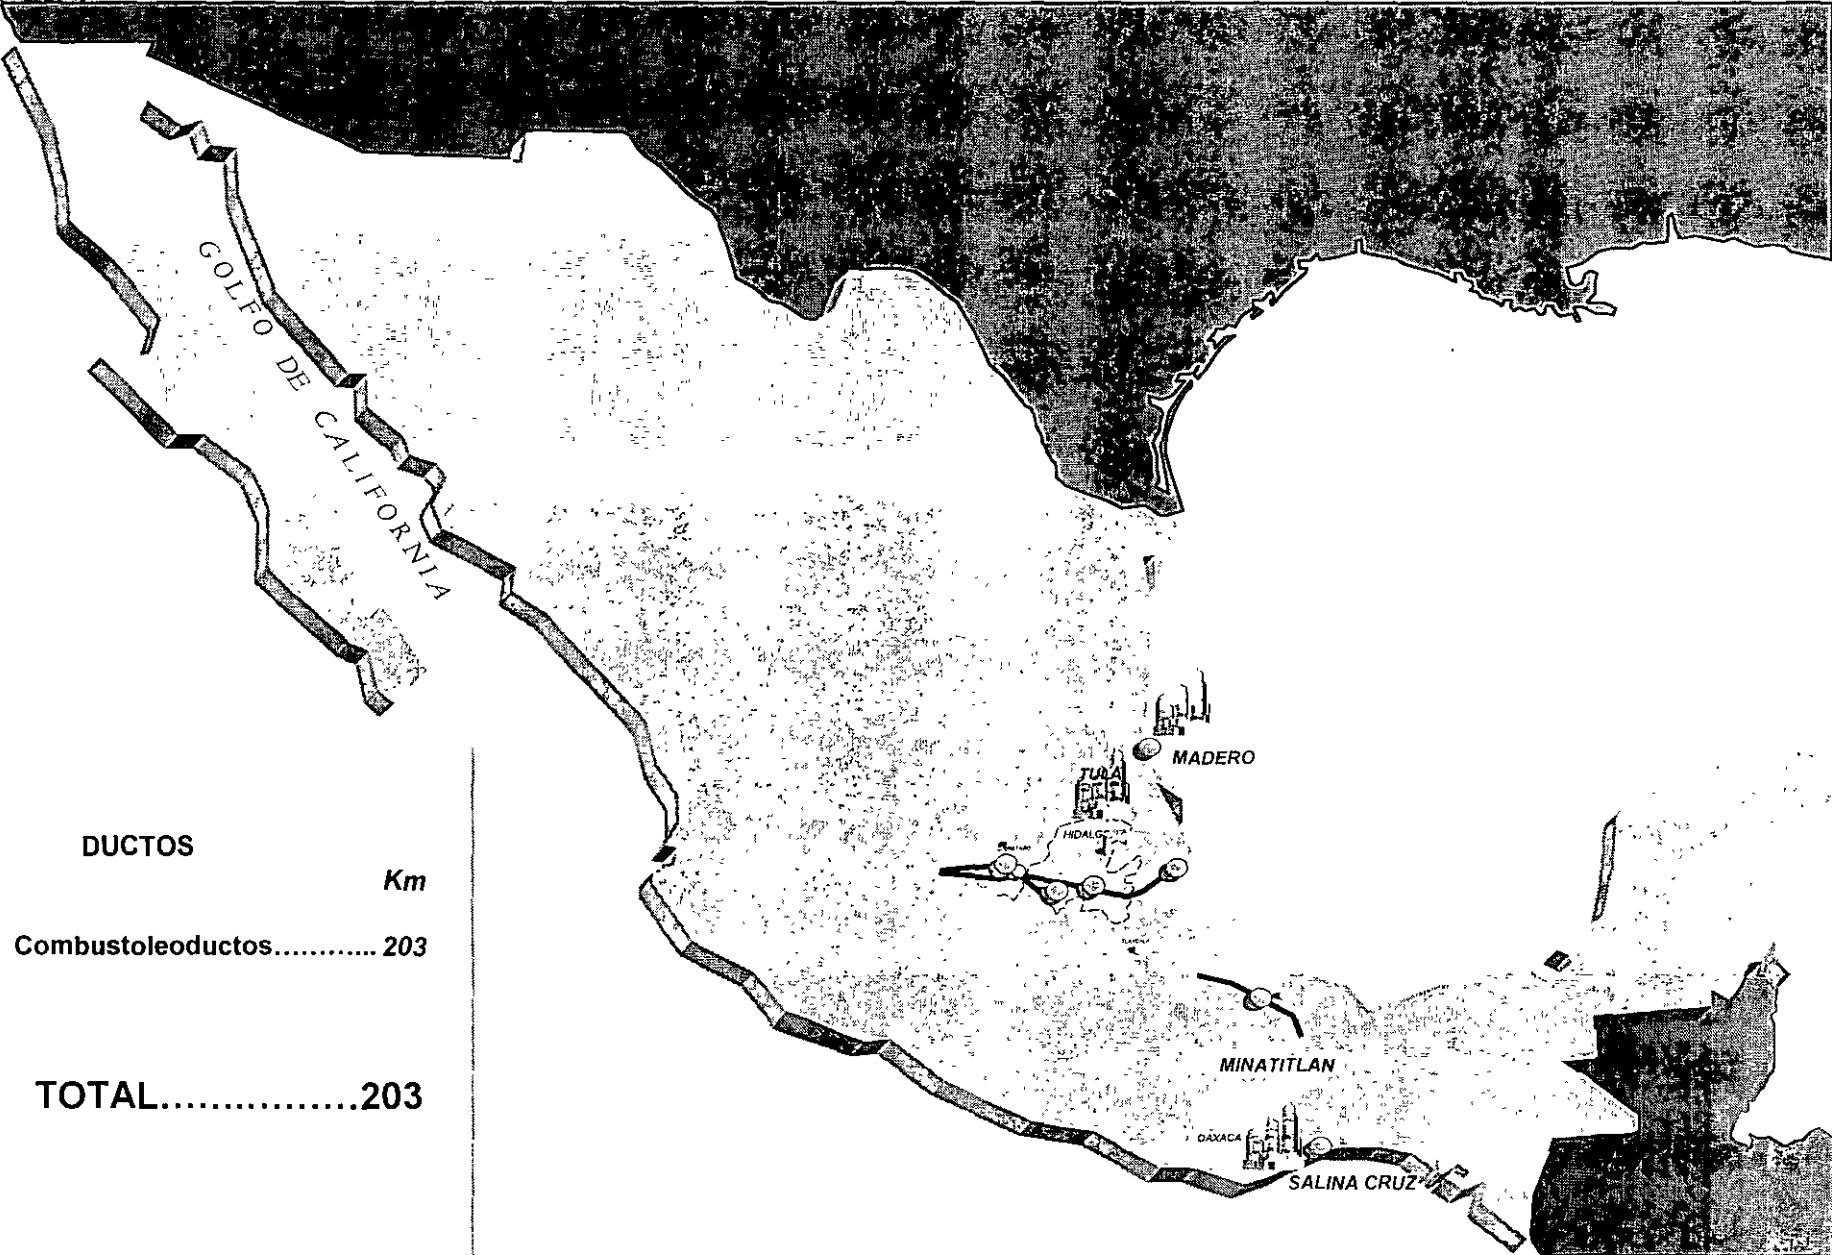 GOLFO DE CALIFORNIA
MADERO
TULA
HIDALGO
DUCTOS
Km
Combustoleoductos............ 203
MINATITLAN
TOTAL................203
OAXACA
SALINA CRUZ